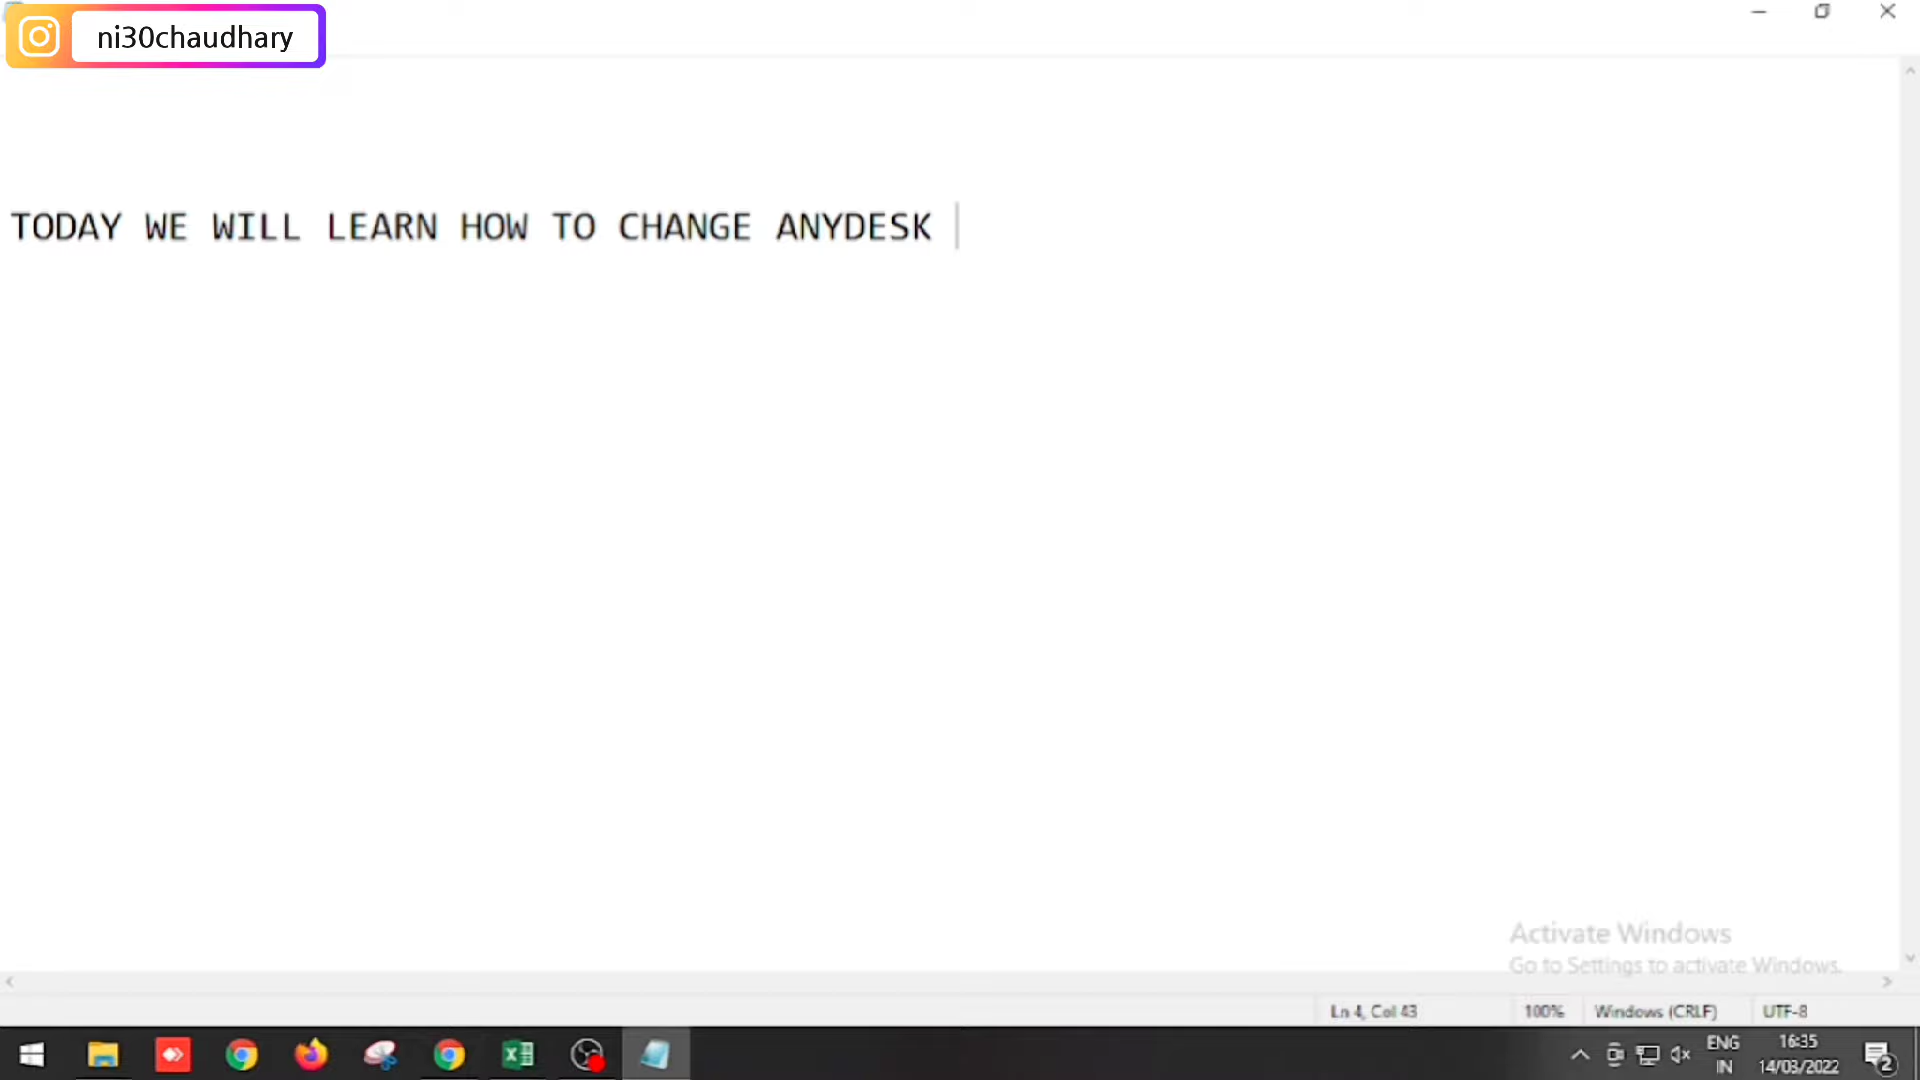 ni30chaudhary
TODAY WE WILL LEARN HOW TO CHANGE ANYDESK
Activate Windows
Go to Settings to activate Windows.
Ln 4, Col 43
100%
Windows (CRLF)
UTF-8
ENG
IN
16:35
14/03/2022
2